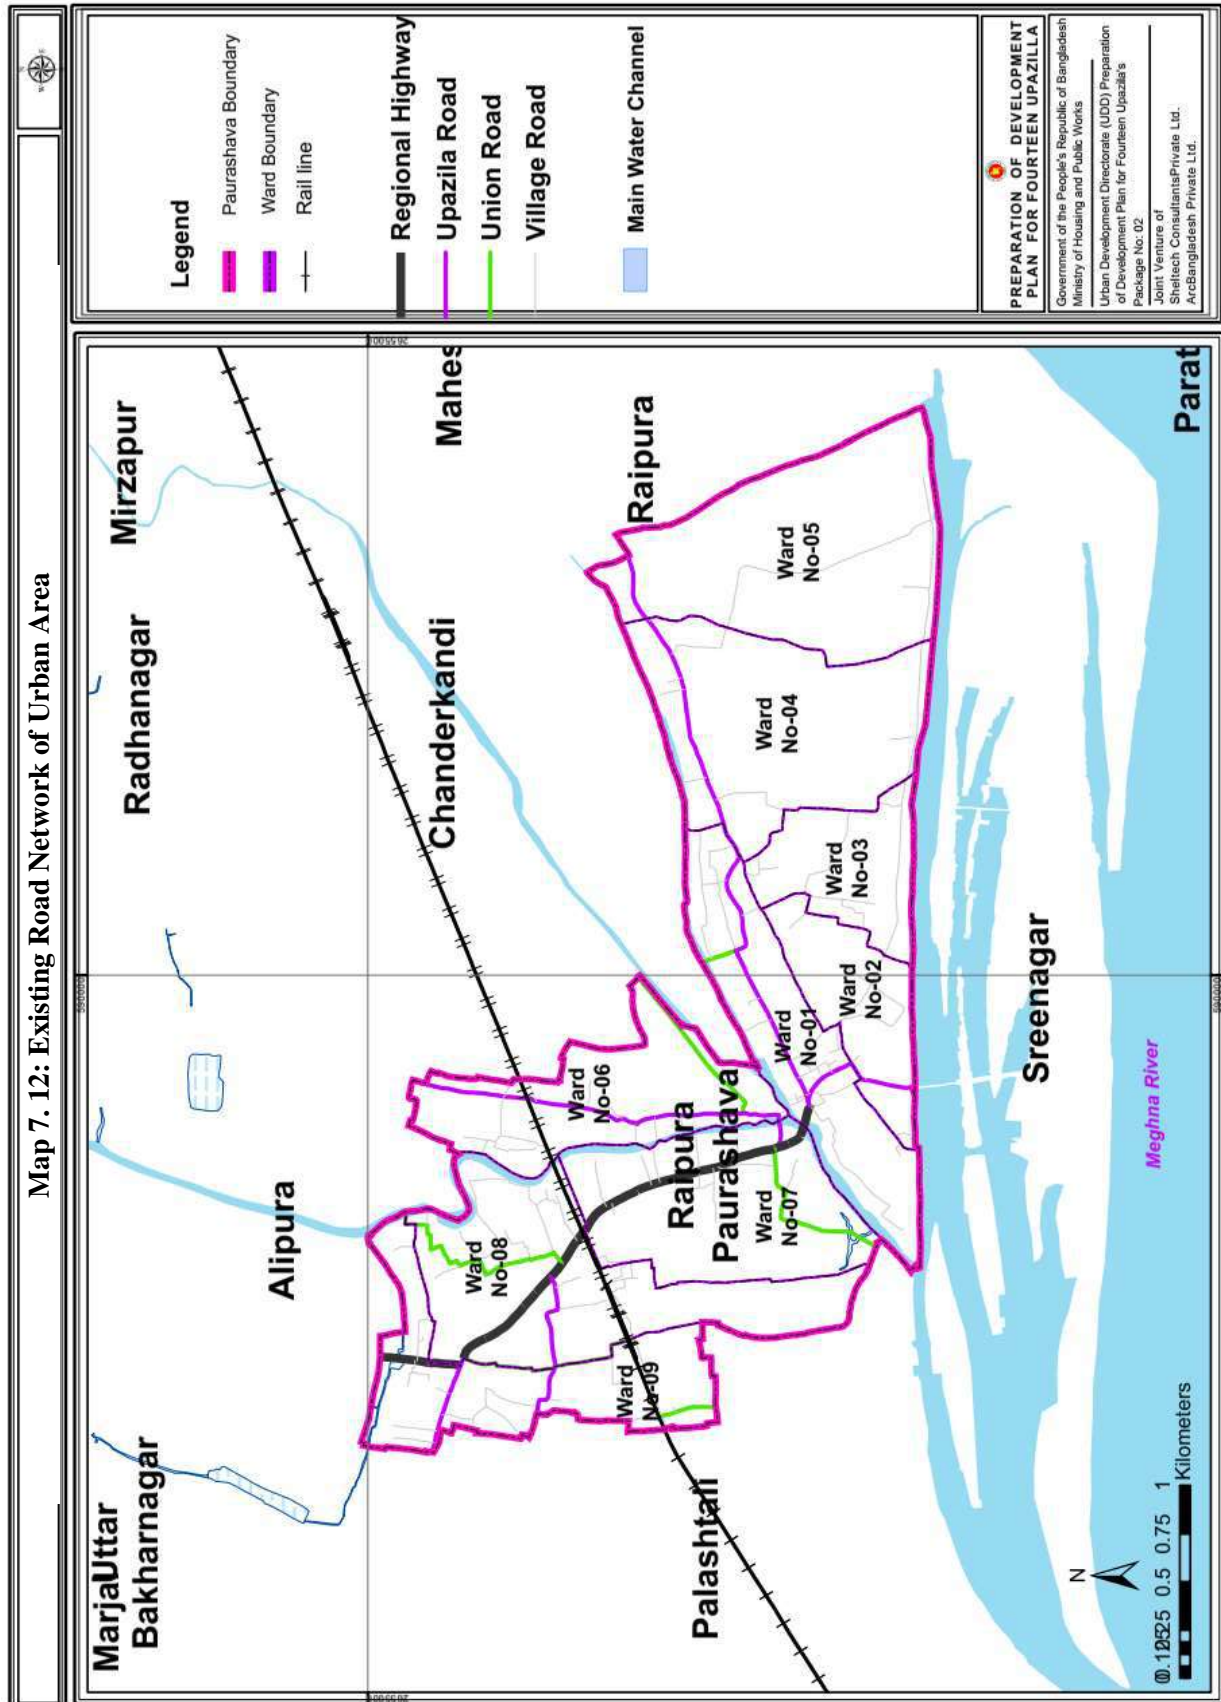 Map 7. 12: Existing Road Network of Urban Area
N
W
E
590000
2655000
Marja
Uttar
Bakharnagar
Alipura
Radhanagar
Mirzapur
Chanderkandi
Mahes
Raipura
Palashtali
Raipura
Paurashava
Ward
No-08
Ward
No-06
Ward
No-09
Ward
No-07
Ward
No-01
Ward
No-02
Ward
No-03
Ward
No-04
Ward
No-05
Sreenagar
Meghna River
Parat
N
0.5 0.75 1
Kilometers
590000
Legend
Paurashava Boundary
Ward Boundary
Rail line
Regional Highway
Upazila Road
Union Road
Village Road
Main Water Channel
PREPARATION OF DEVELOPMENT
PLAN FOR FOURTEEN UPAZILLA
Government of the People's Republic of Bangladesh
Ministry of Housing and Public Works
Urban Development Directorate (UDD) Preparation
of Development Plan for Fourteen Upazila's
Package No: 02
Joint Venture of
Sheltech ConsultantsPrivate Ltd.
ArcBangladesh Private Ltd.